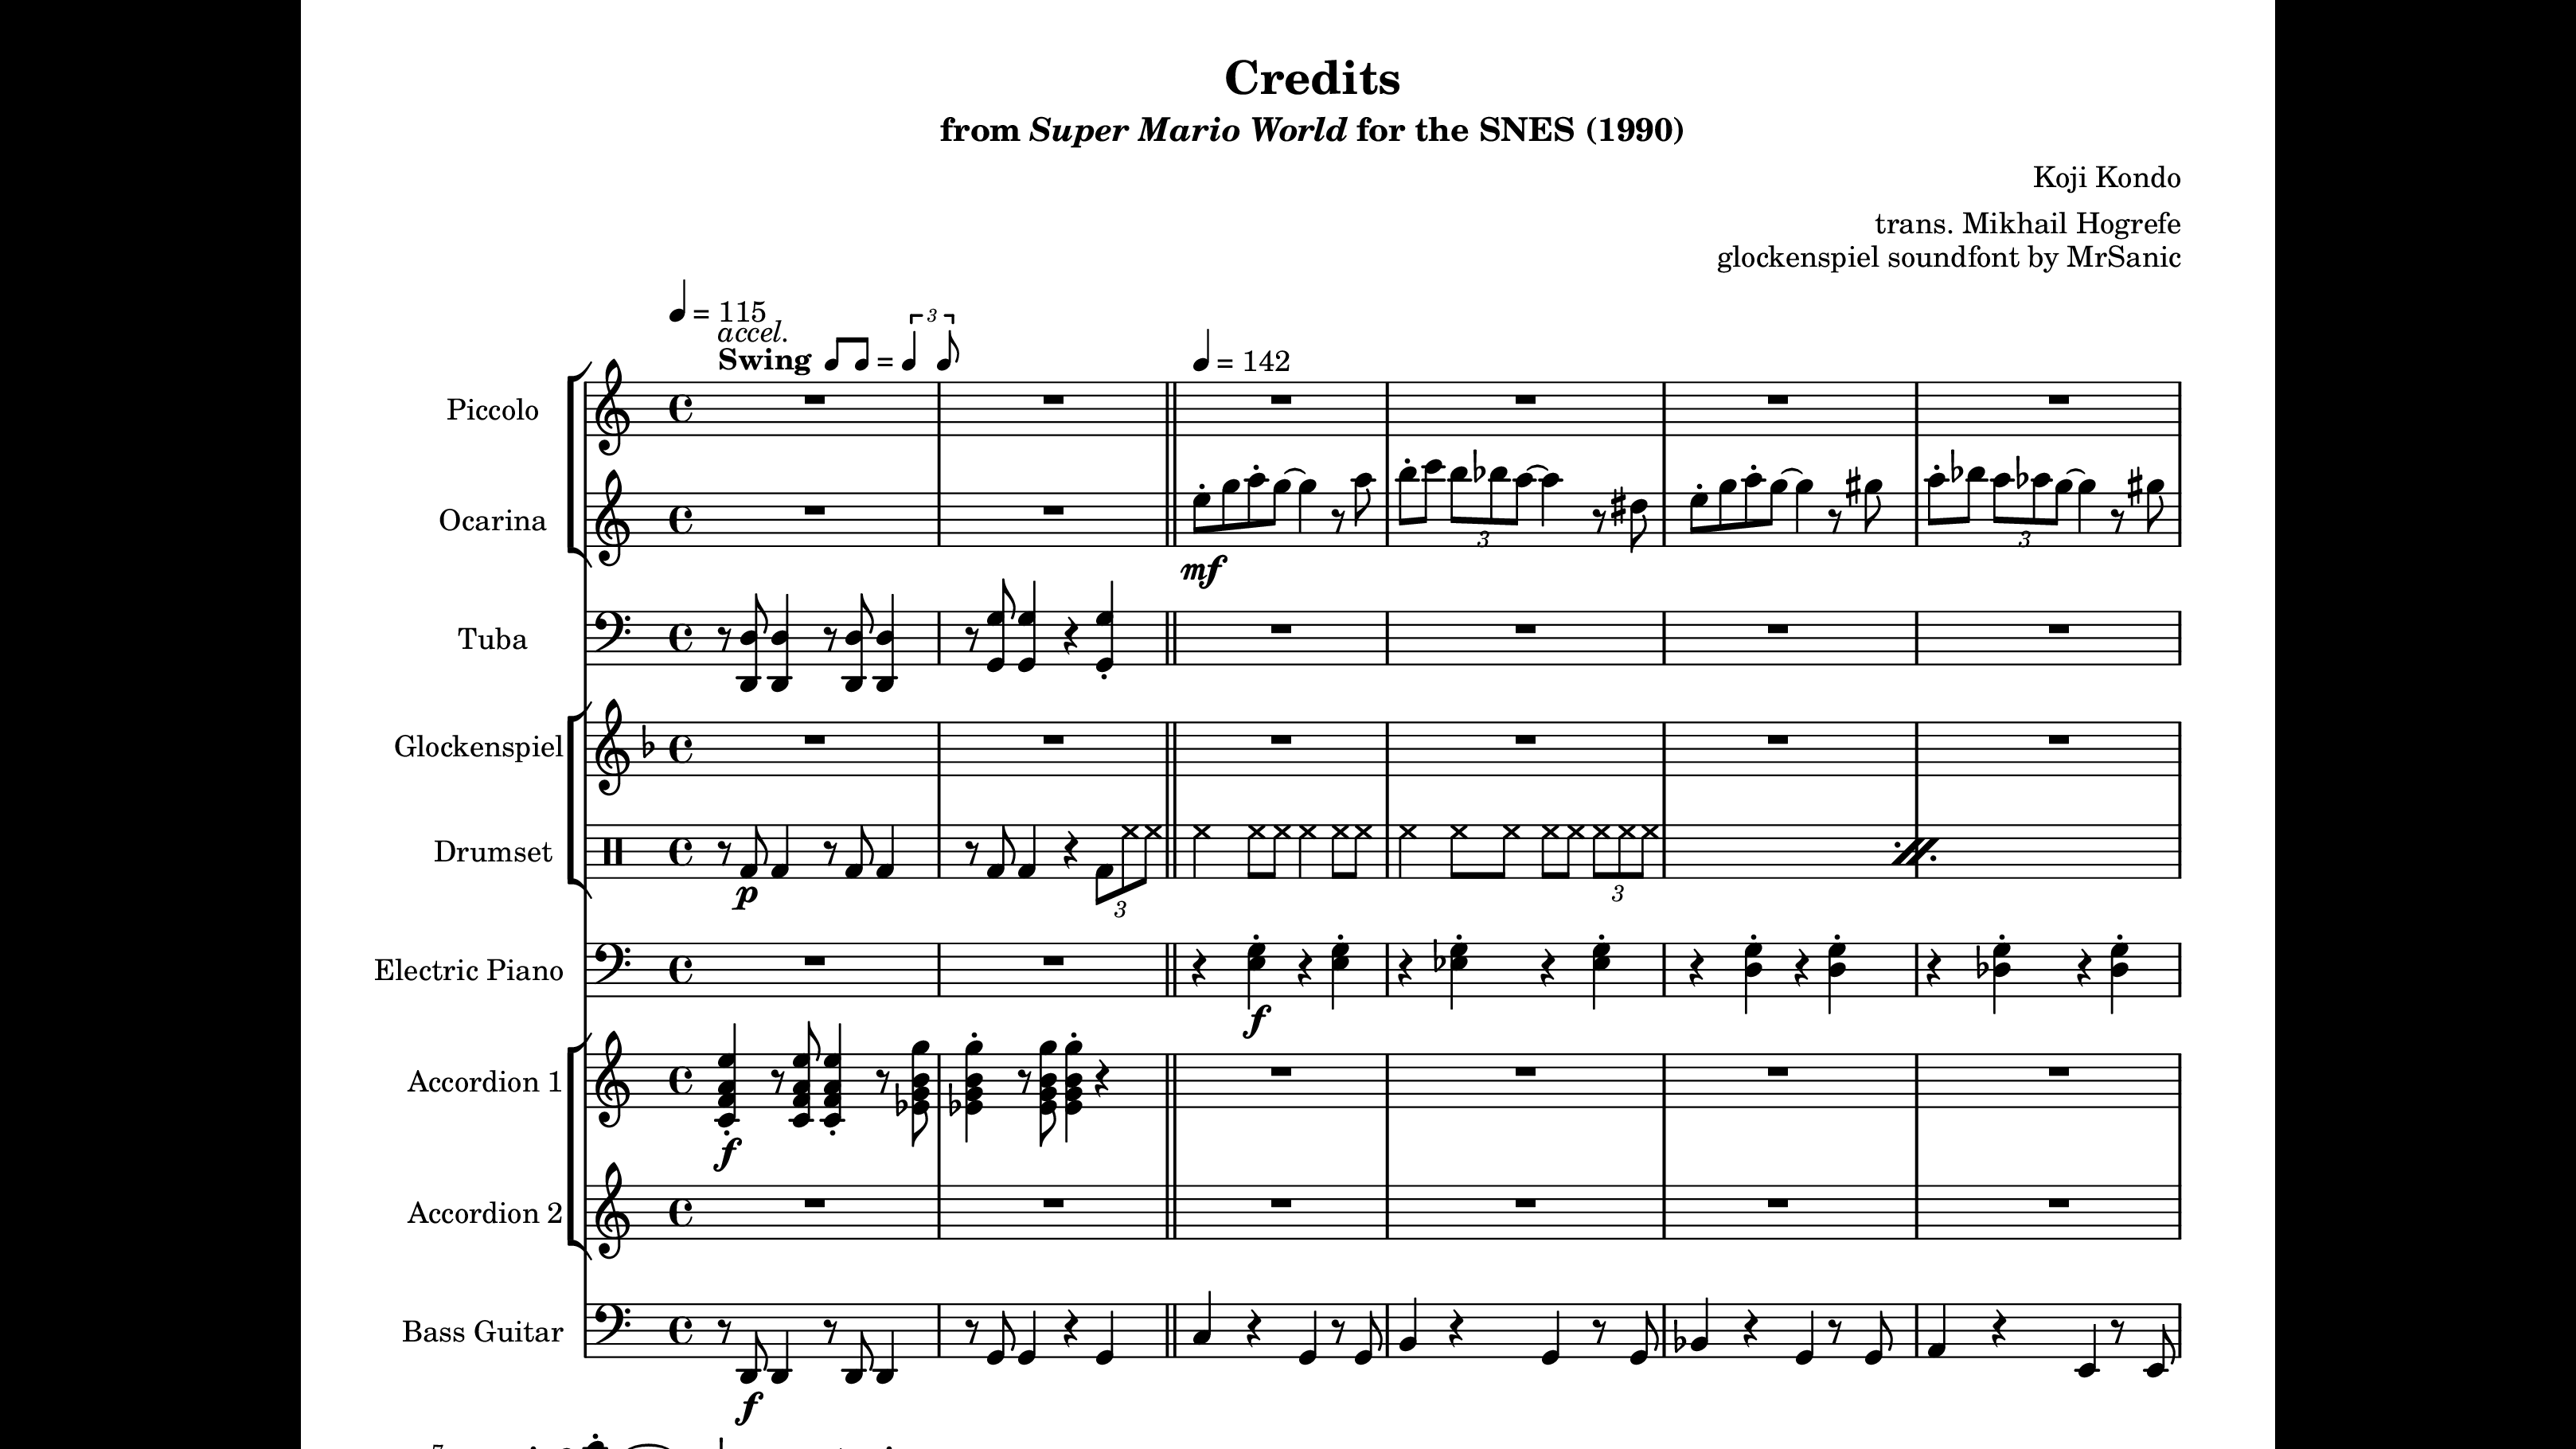 Credits
from Super Mario World for the SNES (1990)
Koji Kondo
trans. Mikhail Hogrefe
glockenspiel soundfont by MrSanic
♩ = 115
accel.
Swing ♫ = ♩ ♪ 3
♩ = 142
Piccolo
Ocarina
mf
3
3
Tuba
Glockenspiel
Drumset
p
3
3
Electric Piano
f
Accordion 1
f
Accordion 2
Bass Guitar
f
7